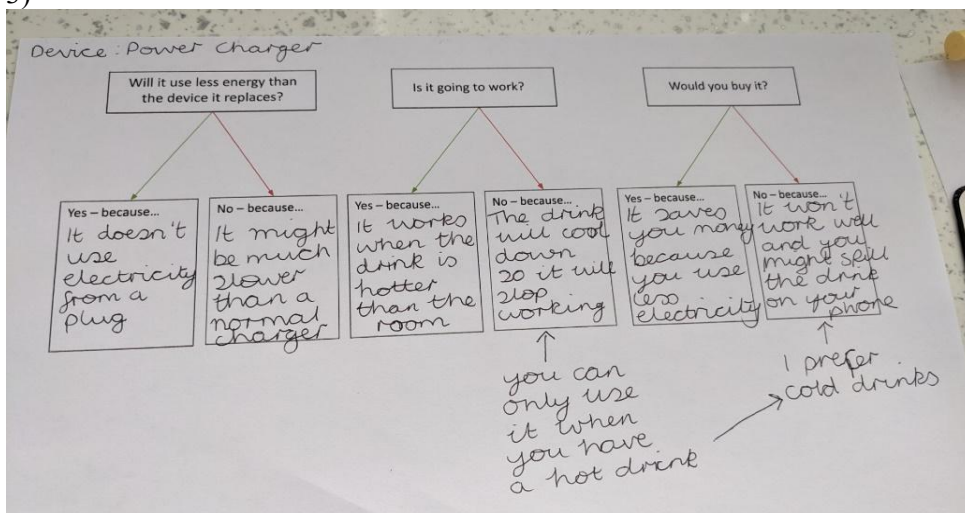 3)
Device: Power Charger
Will it use less energy than
the device it replaces?
Yes – because...
It doesn't
use
electricity
from a
plug
No – because...
It might
be much
slower
than a
normal
charger
Is it going to work?
Yes – because...
It works
when the
drink is
hotter
than the
room
No – because...
The drink
will cool
down
so it will
stop
working
you can
only use
it when
you have
a hot drink
Would you buy it?
Yes – because...
It saves
you money
because
you use
less
electricity
No – because...
It won't
work well
and you
might spill
the drink
on your
phone
I prefer
cold drinks